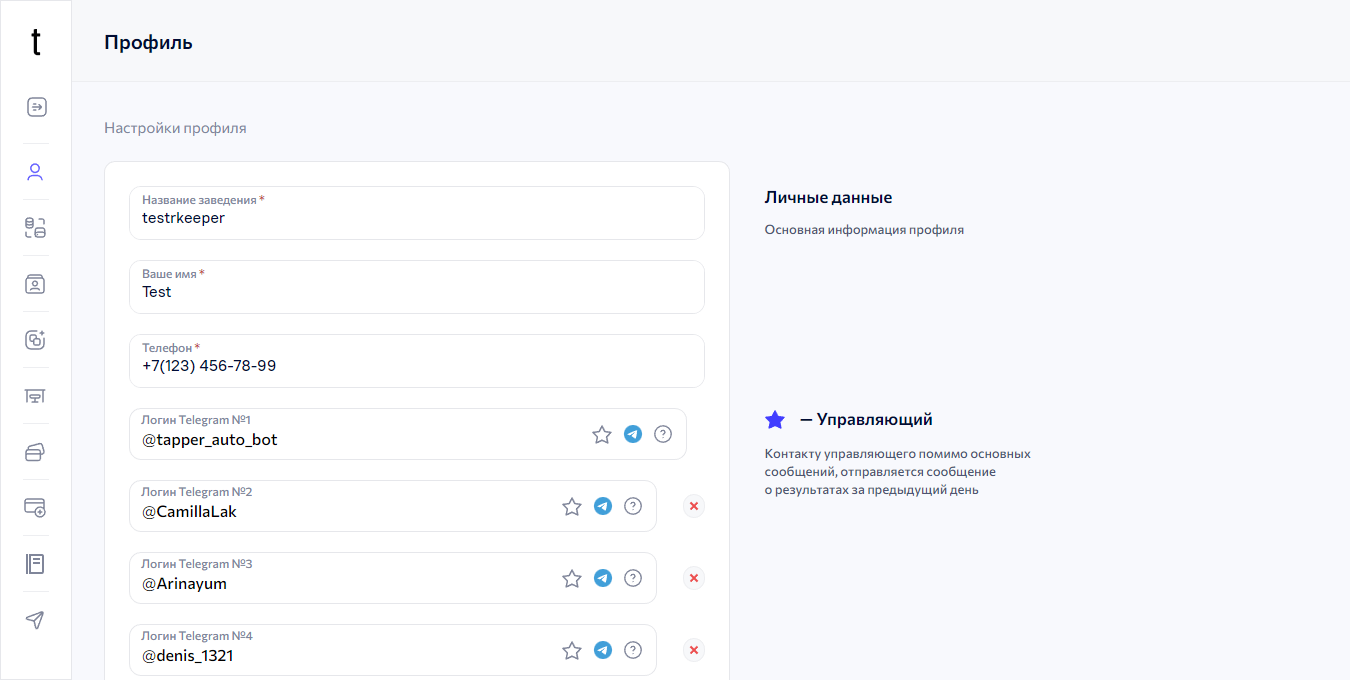 t
Профиль
Настройки профиля
Название заведения *
testrkeeper
Ваше имя *
Test
Телефон *
+7(123) 456-78-99
Логин Telegram №1
@tapper_auto_bot
Логин Telegram №2
@CamillaLak
Логин Telegram №3
@Arinayum
Логин Telegram №4
@denis_1321
Личные данные
Основная информация профиля
— Управляющий
Контакту управляющего помимо основных
сообщений, отправляется сообщение
о результатах за предыдущий день